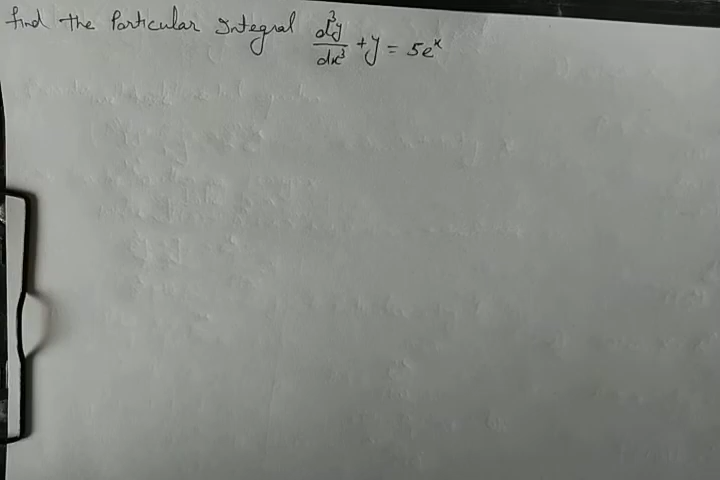 find the Particular Integral d³y/dx³ + y = 5eˣ